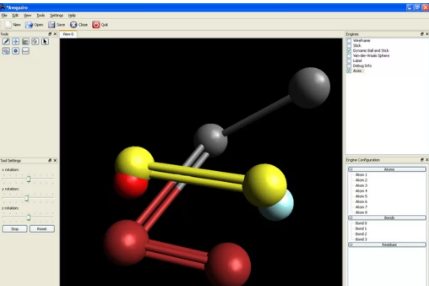 File Edit View Tools Settings Help
New Open Save Close Quit
Tools
View 0
Engines
Wireframe
Stick
Dynamic Ball and Stick
Van der Waals Sphere
Label
Debug Info
Axes
Tool Settings
x rotation:
y rotation:
z rotation:
Stop Reset
Engine Configuration
Atoms
Atom 1
Atom 2
Atom 3
Atom 4
Atom 5
Atom 6
Atom 7
Atom 8
Bonds
Bond 0
Bond 1
Bond 2
Bond 3
Residues